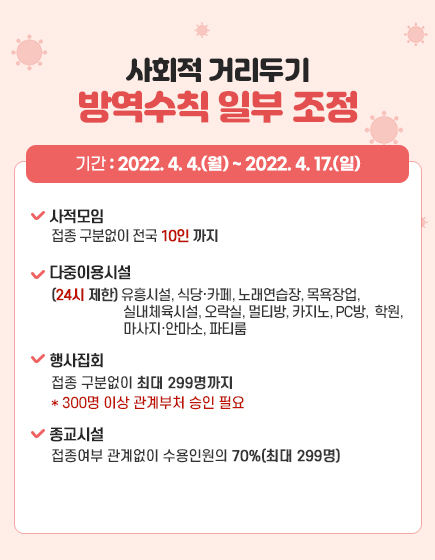 사회적 거리두기
방역수칙 일부 조정
기간 : 2022. 4. 4.(월) ~ 2022. 4. 17.(일)
사적모임
접종 구분없이 전국 10인 까지
다중이용시설
(24시 제한) 유흥시설, 식당·카페, 노래연습장, 목욕장업,
실내체육시설, 오락실, 멀티방, 카지노, PC방, 학원,
마사지·안마소, 파티룸
행사집회
접종 구분없이 최대 299명까지
* 300명 이상 관계부처 승인 필요
종교시설
접종여부 관계없이 수용인원의 70%(최대 299명)